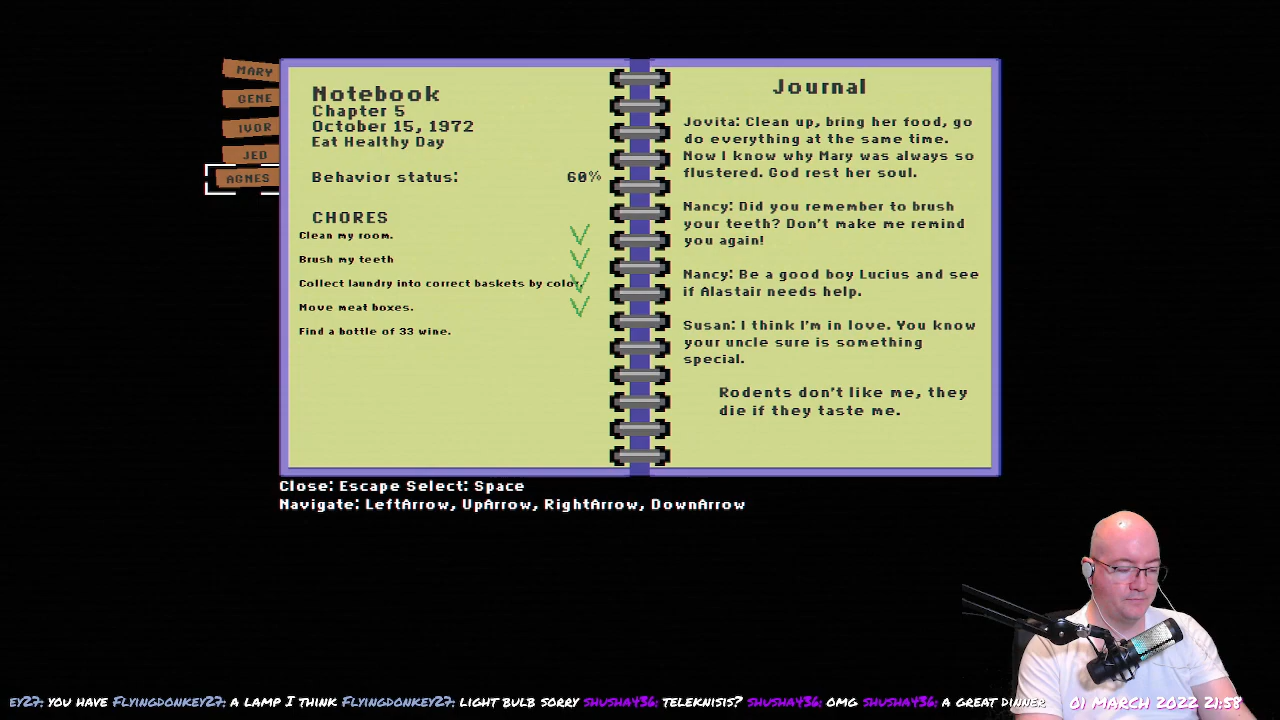 MARY
GENE
IVOR
JED
AGNES
Notebook
Chapter 5
October 15, 1972
Eat Healthy Day
Behavior status: 60%
CHORES
Clean my room.
Brush my teeth
Collect laundry into correct baskets by color.
Move meat boxes.
Find a bottle of 33 wine.
Journal
Jovita: Clean up, bring her food, go
do everything at the same time.
Now I know why Mary was always so
flustered. God rest her soul.
Nancy: Did you remember to brush
your teeth? Don't make me remind
you again!
Nancy: Be a good boy Lucius and see
if Alastair needs help.
Susan: I think I'm in love. You know
your uncle sure is something
special.
Rodents don't like me, they
die if they taste me.
Close: Escape Select: Space
Navigate: LeftArrow, UpArrow, RightArrow, DownArrow
EY27: YOU HAVE FLYINGDONKEY27: A LAMP I THINK FLYINGDONKEY27: LIGHT BULB SORRY SHUSHA436: TELEKNISIS? SHUSHA436: OMG SHUSHA436: A GREAT DINNER 01 MARCH 2022 21:58